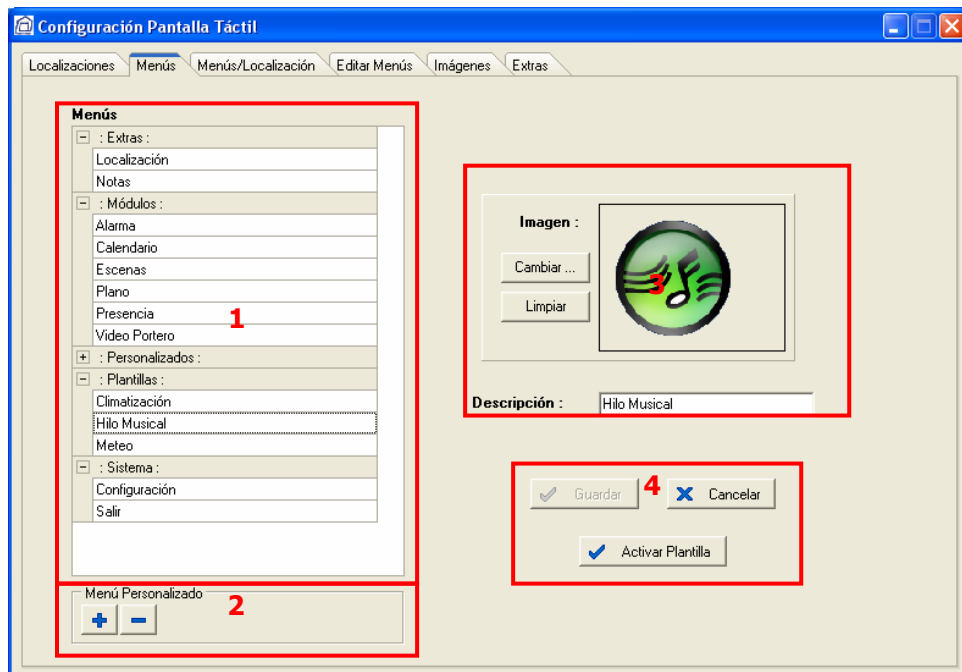 Configuración Pantalla Táctil
Localizaciones Menús Menús/Localización Editar Menús Imágenes Extras
Menús
: Extras :
Localización
Notas
: Módulos :
Alarma
Calendario
Escenas
Plano
Presencia
Video Portero
: Personalizados :
: Plantillas :
Climatización
Hilo Musical
Meteo
: Sistema :
Configuración
Salir
1
Menú Personalizado
2
Imagen :
Cambiar ...
Limpiar
3
Descripción : Hilo Musical
Guardar 4 Cancelar
Activar Plantilla